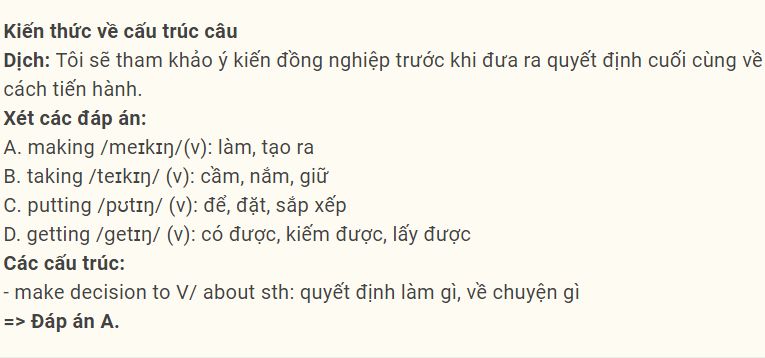 Kiến thức về cấu trúc câu
Dịch: Tôi sẽ tham khảo ý kiến đồng nghiệp trước khi đưa ra quyết định cuối cùng về
cách tiến hành.
Xét các đáp án:
A. making /meɪkɪŋ/(v): làm, tạo ra
B. taking /teɪkɪŋ/ (v): cầm, nắm, giữ
C. putting /pʊtɪŋ/ (v): để, đặt, sắp xếp
D. getting /getɪŋ/ (v): có được, kiếm được, lấy được
Các cấu trúc:
- make decision to V/ about sth: quyết định làm gì, về chuyện gì
=> Đáp án A.